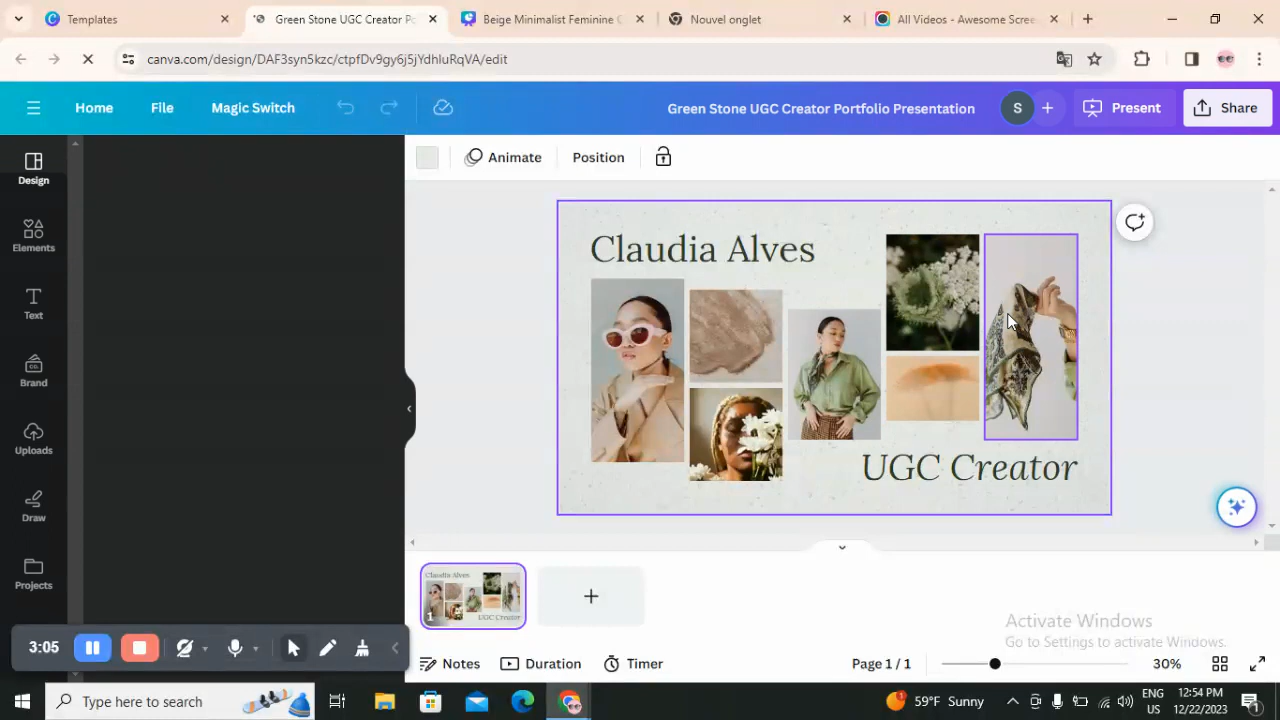 Templates
Green Stone UGC Creator Po
Beige Minimalist Feminine C
Nouvel onglet
All Videos - Awesome Scree
canva.com/design/DAF3syn5kzc/ctpfDv9gy6j5jYdhluRqVA/edit
Home
File
Magic Switch
Green Stone UGC Creator Portfolio Presentation
S
Present
Share
Design
Elements
Text
Brand
Uploads
Draw
Projects
Animate
Position
Claudia Alves
UGC Creator
Claudia Alves
UGC Creator
1
Activate Windows
Go to Settings to activate Windows.
3:05
Notes
Duration
Timer
Page 1 / 1
30%
Type here to search
1
59°F Sunny
ENG
US
12:54 PM
12/22/2023
1